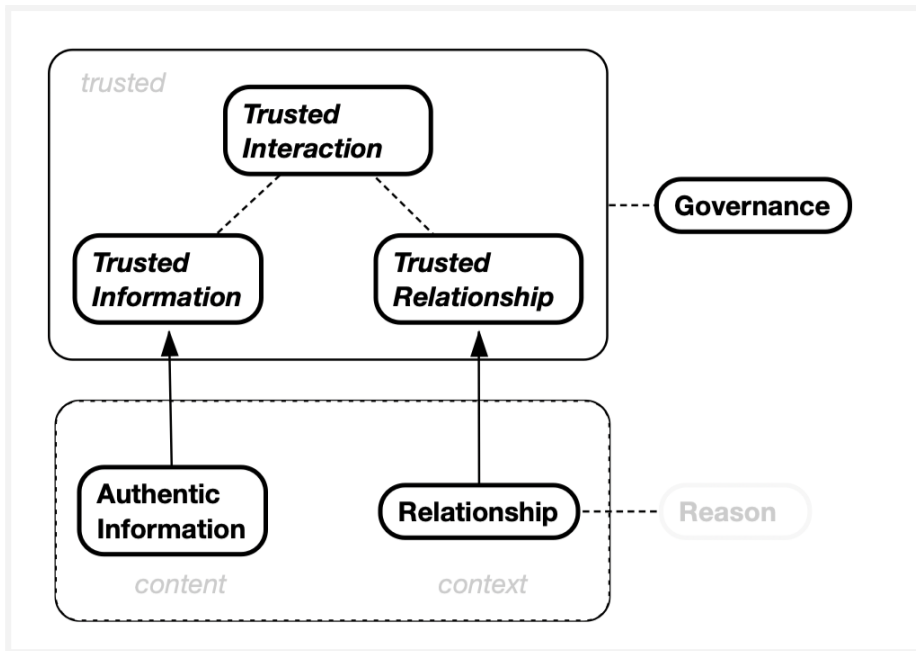 trusted
Trusted
Interaction
Governance
Trusted
Information
Trusted
Relationship
Authentic
Information
Relationship
Reason
content
context